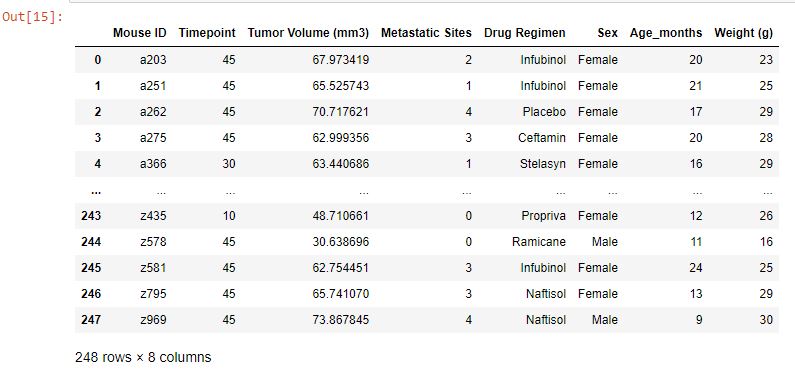 Out[15]:
Mouse ID Timepoint Tumor Volume (mm3) Metastatic Sites Drug Regimen Sex Age_months Weight (g)
0 a203 45 67.973419 2 Infubinol Female 20 23
1 a251 45 65.525743 1 Infubinol Female 21 25
2 a262 45 70.717621 4 Placebo Female 17 29
3 a275 45 62.999356 3 Ceftamin Female 20 28
4 a366 30 63.440686 1 Stelasyn Female 16 29
... ... ... ... ... ... ... ... ...
243 z435 10 48.710661 0 Propriva Female 12 26
244 z578 45 30.638696 0 Ramicane Male 11 16
245 z581 45 62.754451 3 Infubinol Female 24 25
246 z795 45 65.741070 3 Naftisol Female 13 29
247 z969 45 73.867845 4 Naftisol Male 9 30
248 rows × 8 columns